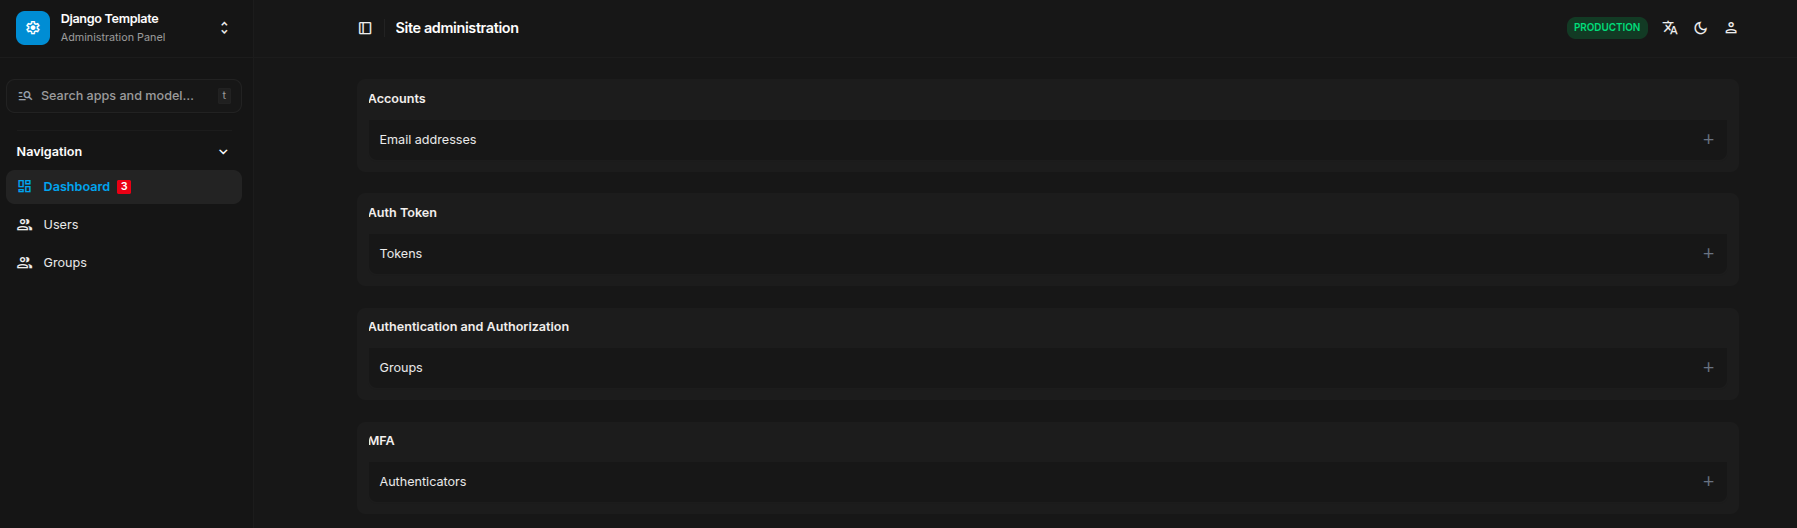 Django Template
Administration Panel
Search apps and model...
t
Navigation
Dashboard 3
Users
Groups
Site administration
PRODUCTION
Accounts
Email addresses
Auth Token
Tokens
Authentication and Authorization
Groups
MFA
Authenticators